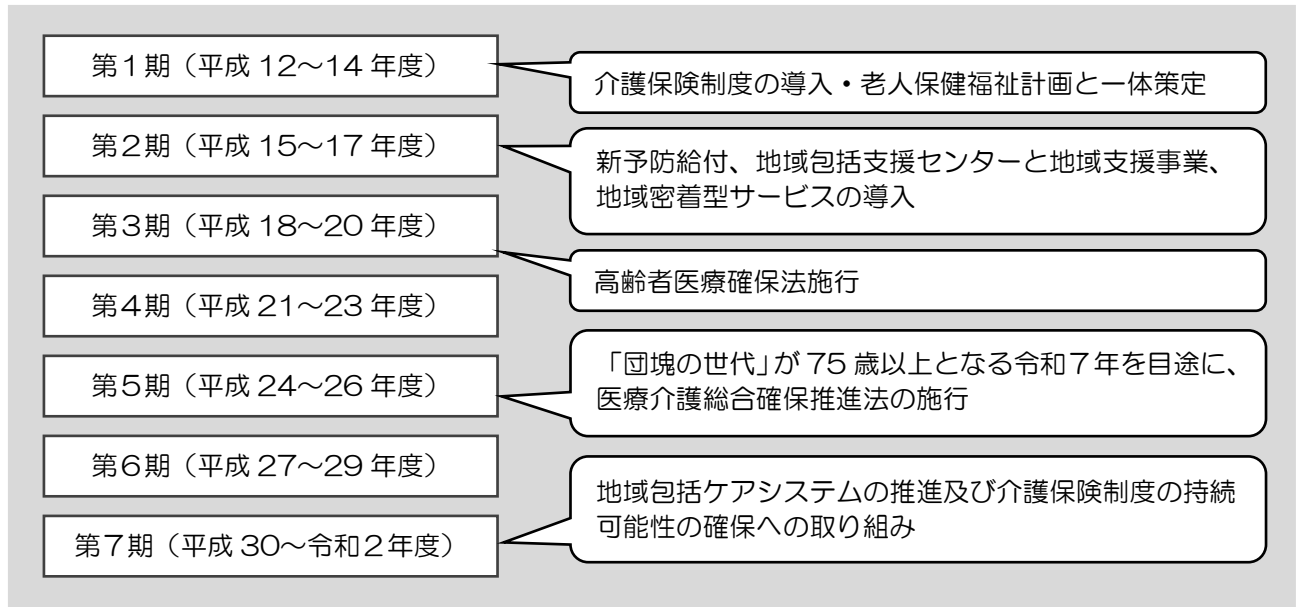 第1期（平成 12～14 年度）
介護保険制度の導入・老人保健福祉計画と一体策定
第2期（平成 15～17 年度）
新予防給付、地域包括支援センターと地域支援事業、
地域密着型サービスの導入
第3期（平成 18～20 年度）
高齢者医療確保法施行
第4期（平成 21～23 年度）
「団塊の世代」が 75 歳以上となる令和7年を目途に、
医療介護総合確保推進法の施行
第5期（平成 24～26 年度）
第6期（平成 27～29 年度）
地域包括ケアシステムの推進及び介護保険制度の持続
可能性の確保への取り組み
第7期（平成 30～令和2年度）